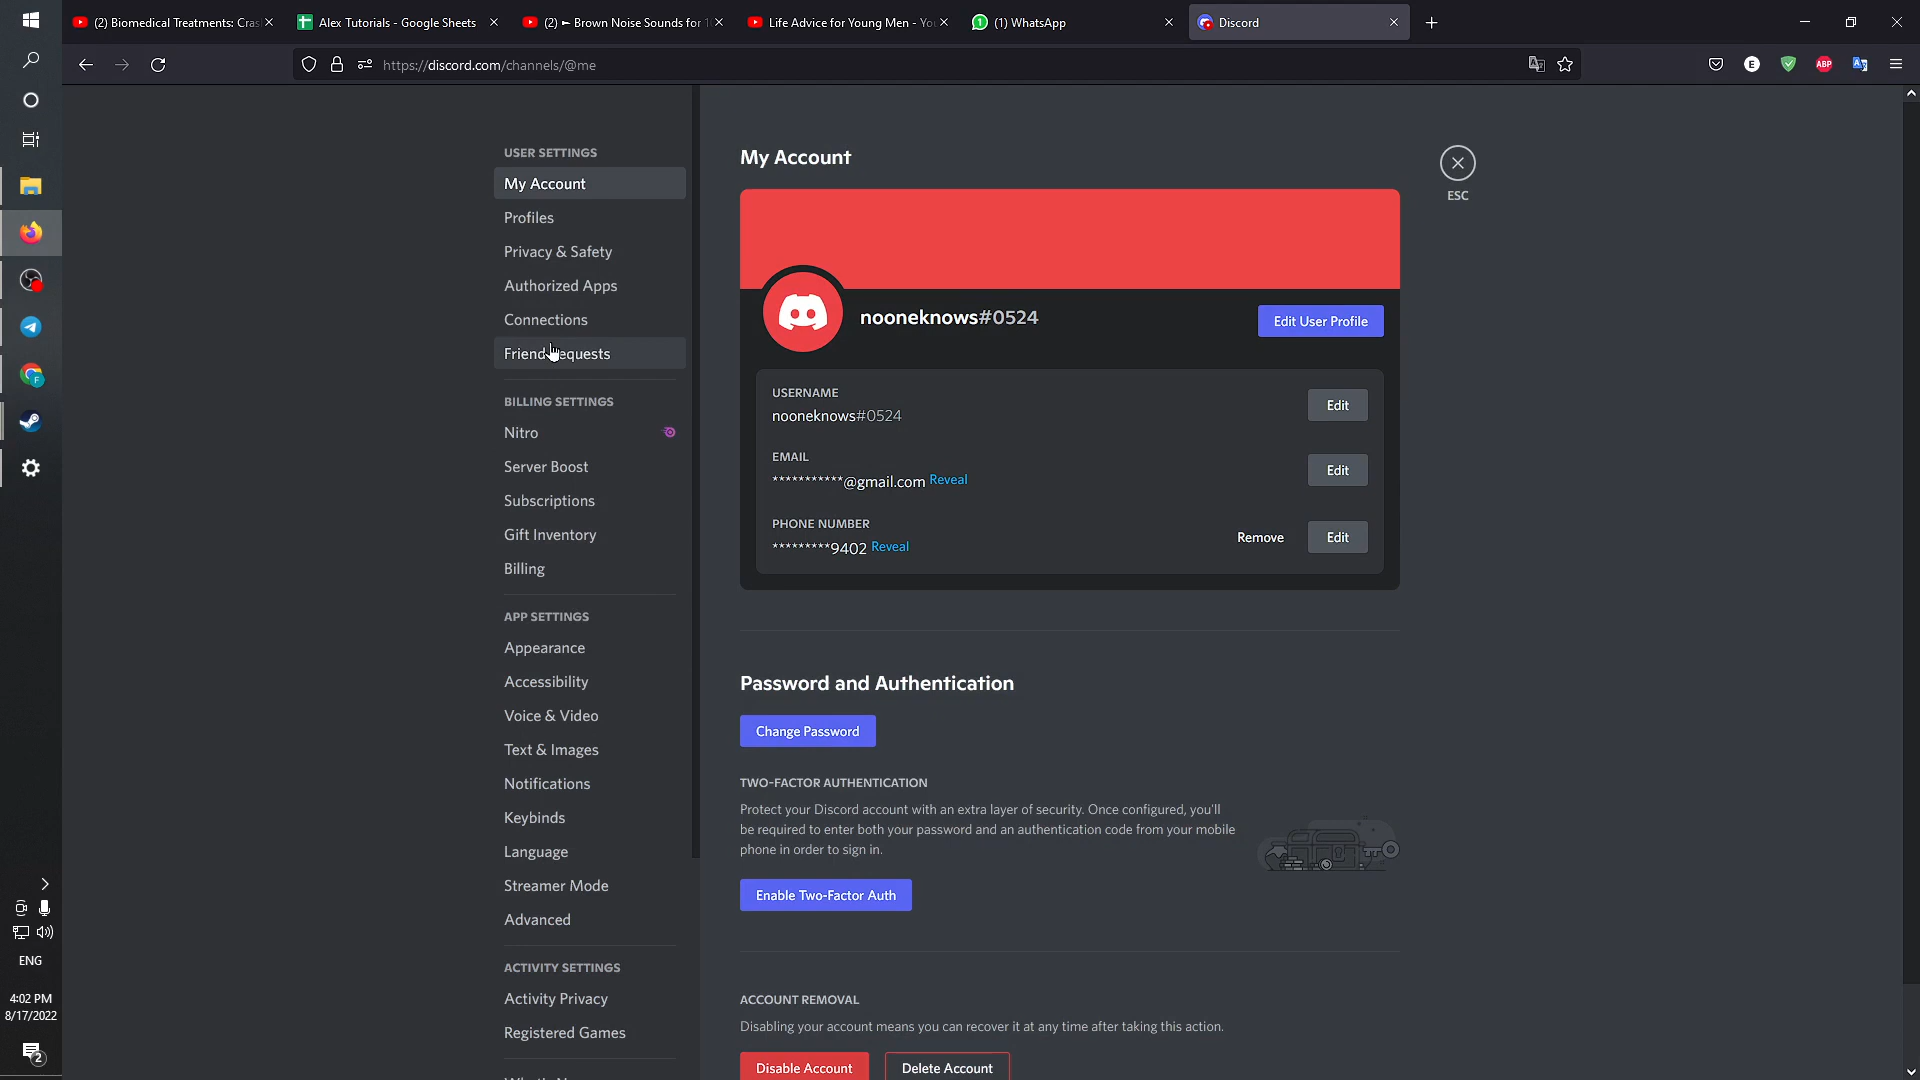 (2) Biomedical Treatments: Cras
Alex Tutorials - Google Sheets
(2) ► Brown Noise Sounds for 1
Life Advice for Young Men - You
(1) WhatsApp
Discord
https://discord.com/channels/@me
E
ABP
USER SETTINGS
My Account
Profiles
Privacy & Safety
Authorized Apps
Connections
Friend equests
BILLING SETTINGS
Nitro
Server Boost
Subscriptions
Gift Inventory
Billing
APP SETTINGS
Appearance
Accessibility
Voice & Video
Text & Images
Notifications
Keybinds
Language
Streamer Mode
Advanced
ACTIVITY SETTINGS
Activity Privacy
Registered Games
My Account
ESC
nooneknows#0524
Edit User Profile
USERNAME
nooneknows#0524
Edit
EMAIL
***********@gmail.com Reveal
Edit
PHONE NUMBER
*********9402 Reveal
Remove
Edit
Password and Authentication
Change Password
TWO-FACTOR AUTHENTICATION
Protect your Discord account with an extra layer of security. Once configured, you'll
be required to enter both your password and an authentication code from your mobile
phone in order to sign in.
Enable Two-Factor Auth
ACCOUNT REMOVAL
Disabling your account means you can recover it at any time after taking this action.
Disable Account
Delete Account
ENG
4:02 PM
8/17/2022
2